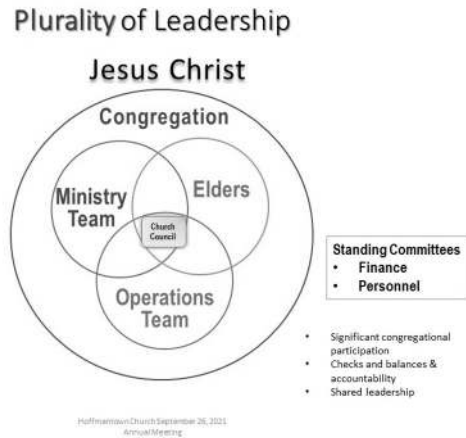 Plurality of Leadership
Jesus Christ
Congregation
Ministry
Team
Elders
Church
Council
Operations
Team
Standing Committees
• Finance
• Personnel
• Significant congregational
participation
• Checks and balances &
accountability
• Shared leadership
Hoffmantown Church September 26, 2021
Annual Meeting